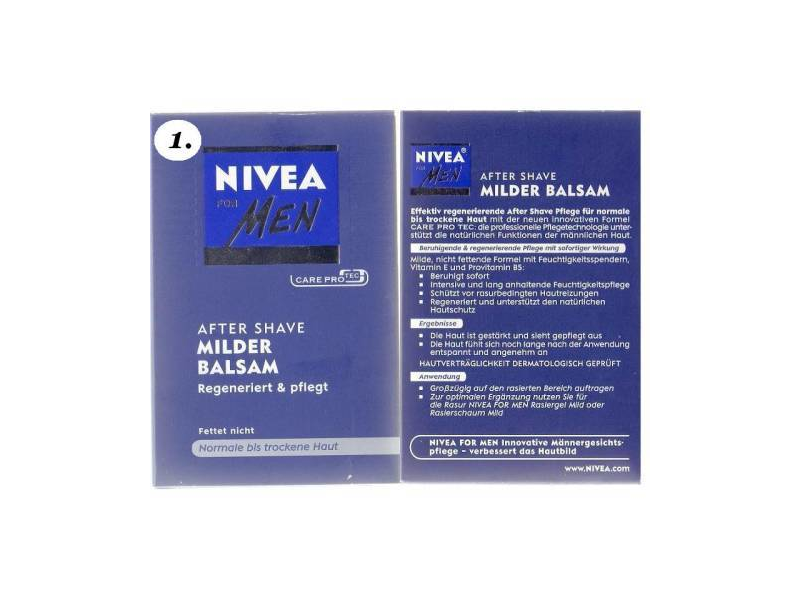 1.
NIVEA
FOR
MEN
CARE PRO TEC
AFTER SHAVE
MILDER
BALSAM
Regeneriert & pflegt
Fettet nicht
Normale bis trockene Haut
NIVEA®
FOR
MEN
AFTER SHAVE
MILDER BALSAM
Effektiv regenerierende After Shave Pflege für normale
bis trockene Haut mit der neuen innovativen Formel
CARE PRO TEC: die professionelle Pflegetechnologie unter-
stützt die natürlichen Funktionen der männlichen Haut.
Beruhigende & regenerierende Pflege mit sofortiger Wirkung
Milde, nicht fettende Formel mit Feuchtigkeitsspendern,
Vitamin E und Provitamin B5:
▪ Beruhigt sofort
▪ Intensive und lang anhaltende Feuchtigkeitspflege
▪ Schützt vor rasurbedingten Hautreizungen
▪ Regeneriert und unterstützt den natürlichen
Hautschutz
Ergebnisse
▪ Die Haut ist gestärkt und sieht gepflegt aus
▪ Die Haut fühlt sich noch lange nach der Anwendung
entspannt und angenehm an
HAUTVERTRÄGLICHKEIT DERMATOLOGISCH GEPRÜFT
Anwendung
▪ Großzügig auf den rasierten Bereich auftragen
▪ Zur optimalen Ergänzung nutzen Sie für
die Rasur NIVEA FOR MEN Rasiergel Mild oder
Rasierschaum Mild
NIVEA FOR MEN Innovative Männergesichts-
pflege – verbessert das Hautbild
www.NIVEA.com